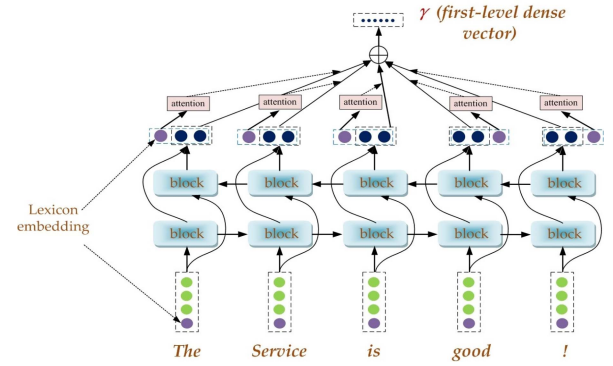 γ (first-level dense
vector)
attention attention attention attention attention
block block block block block
Lexicon
embedding
block block block block block
The Service is good !